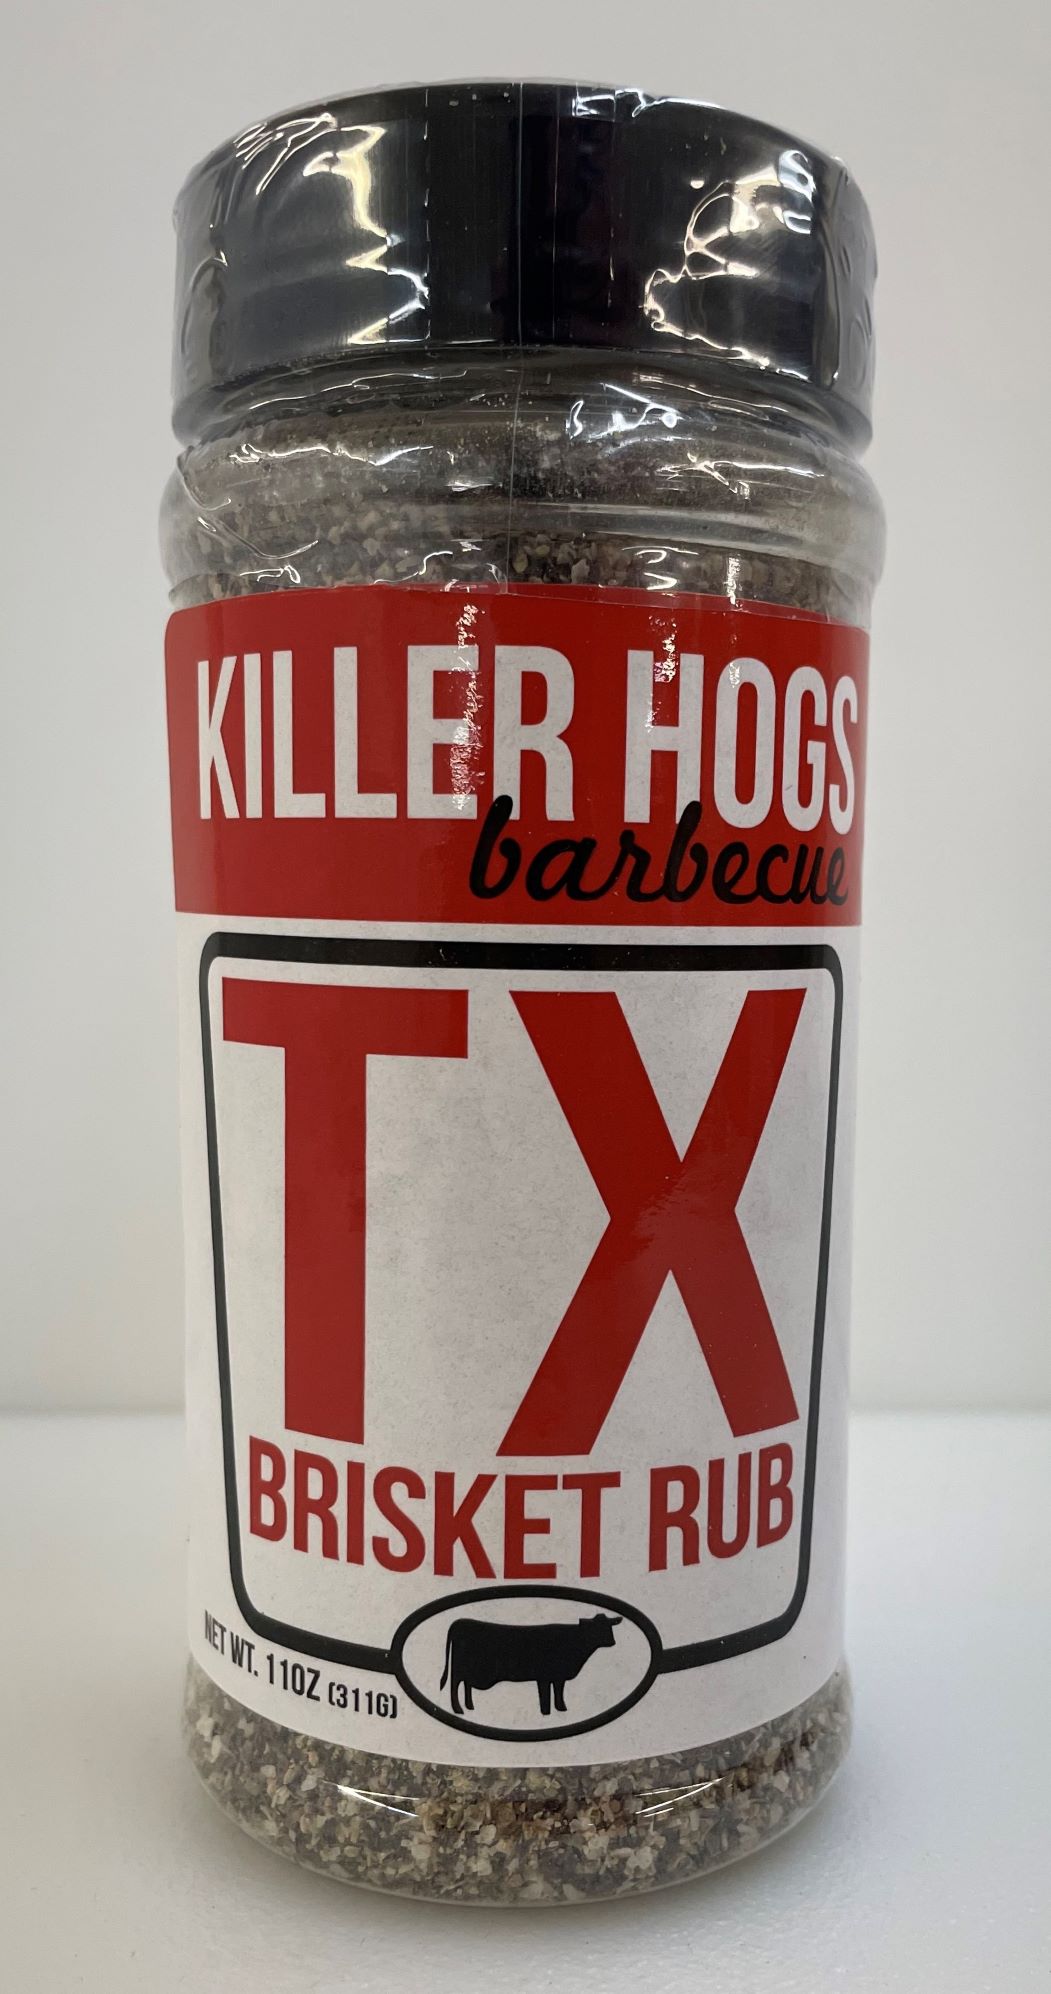 KILLER HOGS
barbecue
TX
BRISKET RUB
NET WT. 11OZ (311G)